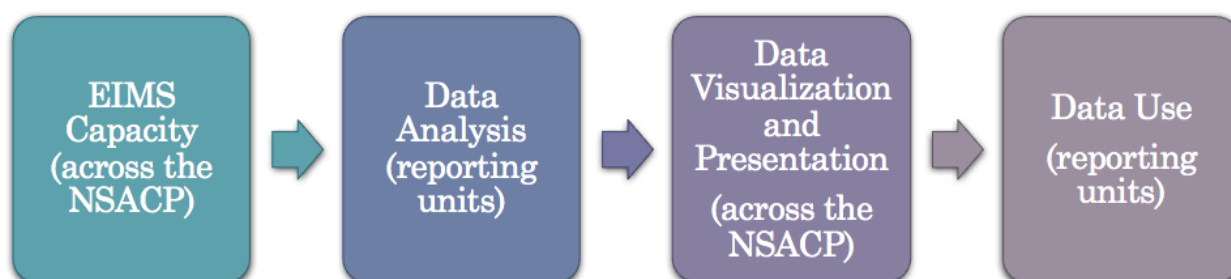 EIMS
Capacity
(across the
NSACP)
Data
Analysis
(reporting
units)
Data
Visualization
and
Presentation
(across the
NSACP)
Data Use
(reporting
units)